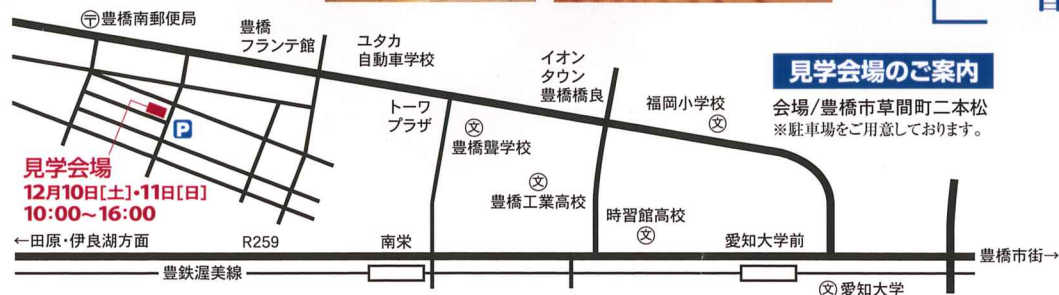 〒豊橋南郵便局
豊橋
フランテ館
ユタカ
自動車学校
イオン
タウン
豊橋橋良
福岡小学校
文
トーワ
プラザ
文
豊橋聾学校
文
豊橋工業高校
時習館高校
文
P
見学会場
12月10日[土]・11日[日]
10:00~16:00
見学会場のご案内
会場/豊橋市草間町二本松
※駐車場をご用意しております。
←田原・伊良湖方面
R259
南栄
愛知大学前
豊橋市街→
豊鉄渥美線
文愛知大学